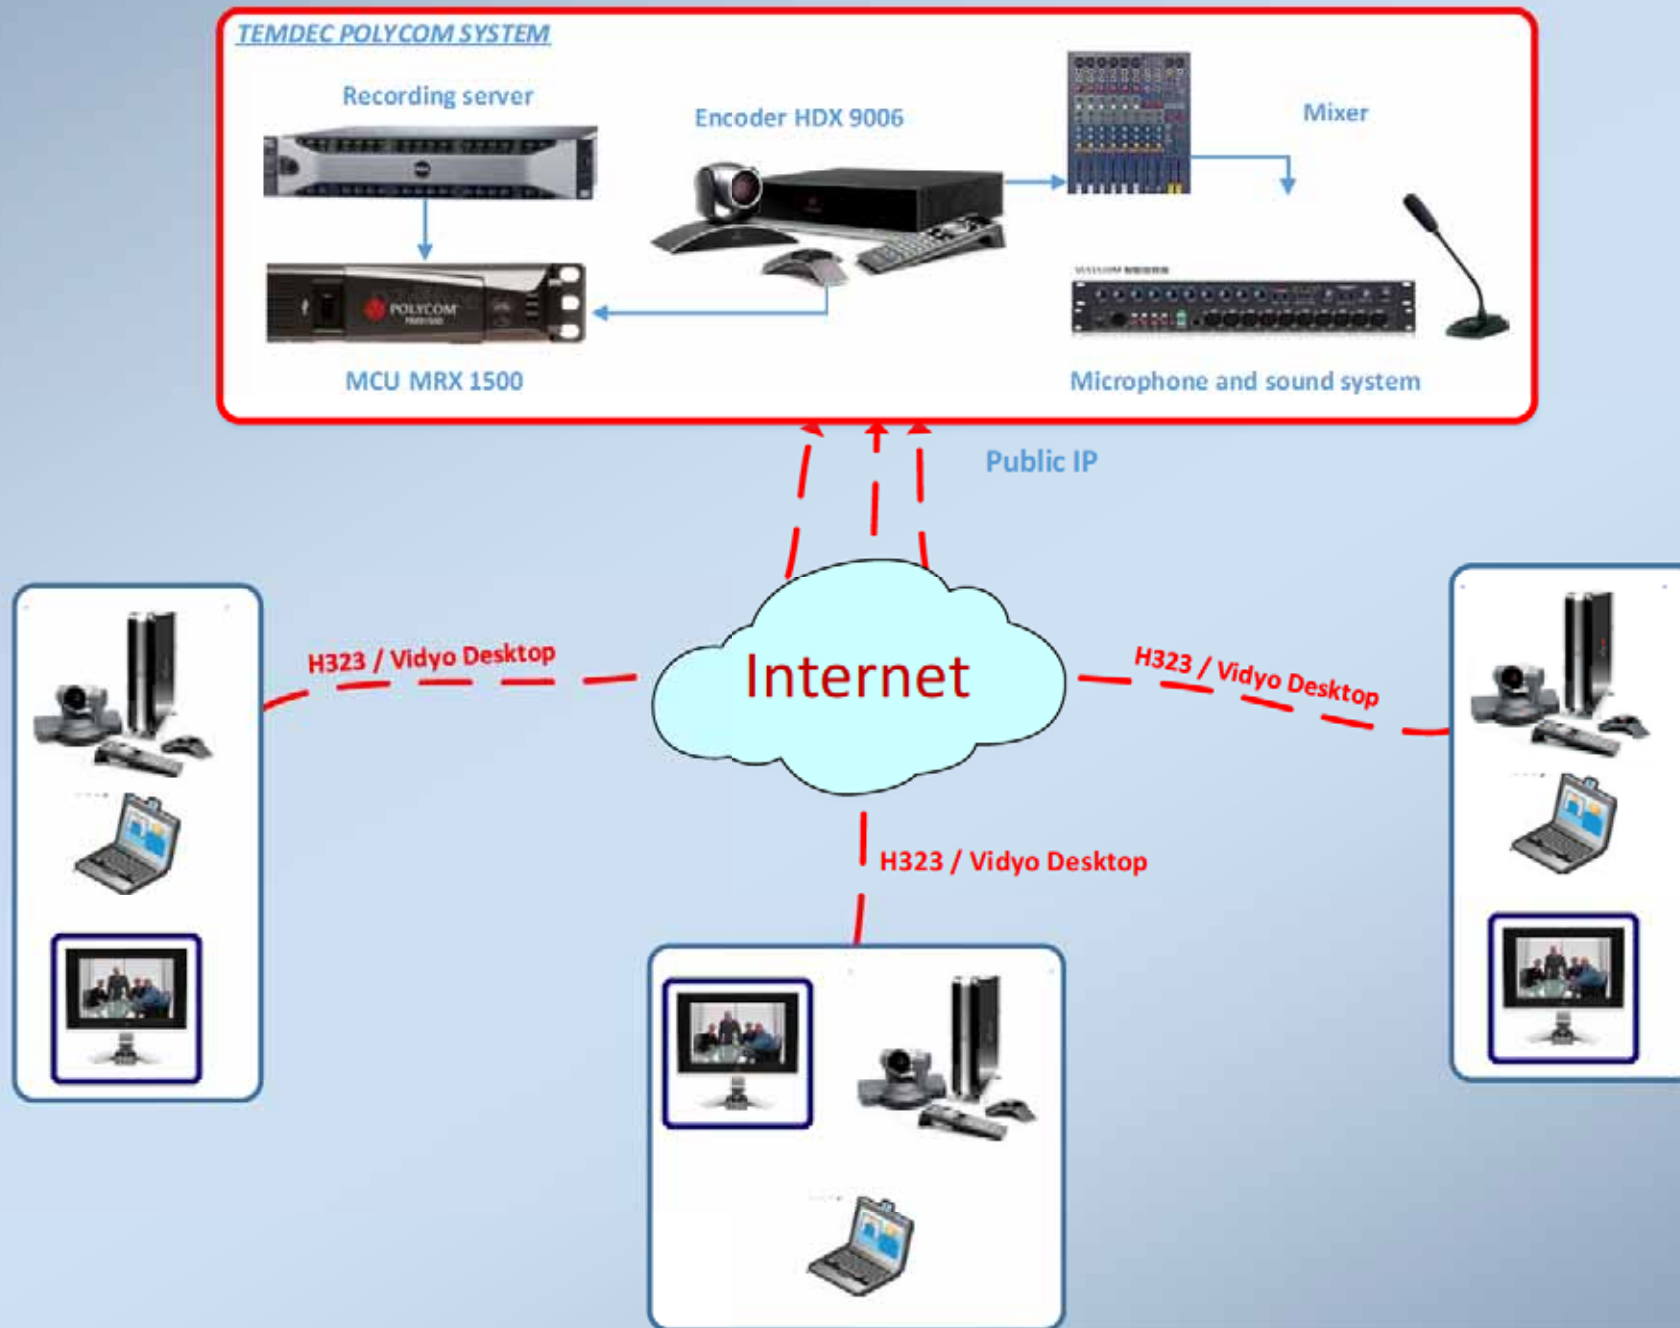 TEMDEC POLYCOM SYSTEM
Recording server
Encoder HDX 9006
Mixer
POLYCOM
MCU MRX 1500
Microphone and sound system
Public IP
Internet
H323 / Vidyo Desktop
H323 / Vidyo Desktop
H323 / Vidyo Desktop